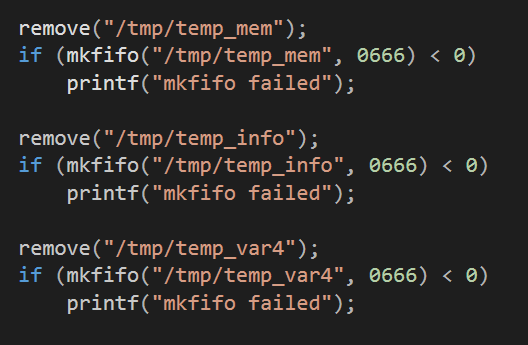 remove("/tmp/temp_mem");
if (mkfifo("/tmp/temp_mem", 0666) < 0)
    printf("mkfifo failed");

remove("/tmp/temp_info");
if (mkfifo("/tmp/temp_info", 0666) < 0)
    printf("mkfifo failed");

remove("/tmp/temp_var4");
if (mkfifo("/tmp/temp_var4", 0666) < 0)
    printf("mkfifo failed");